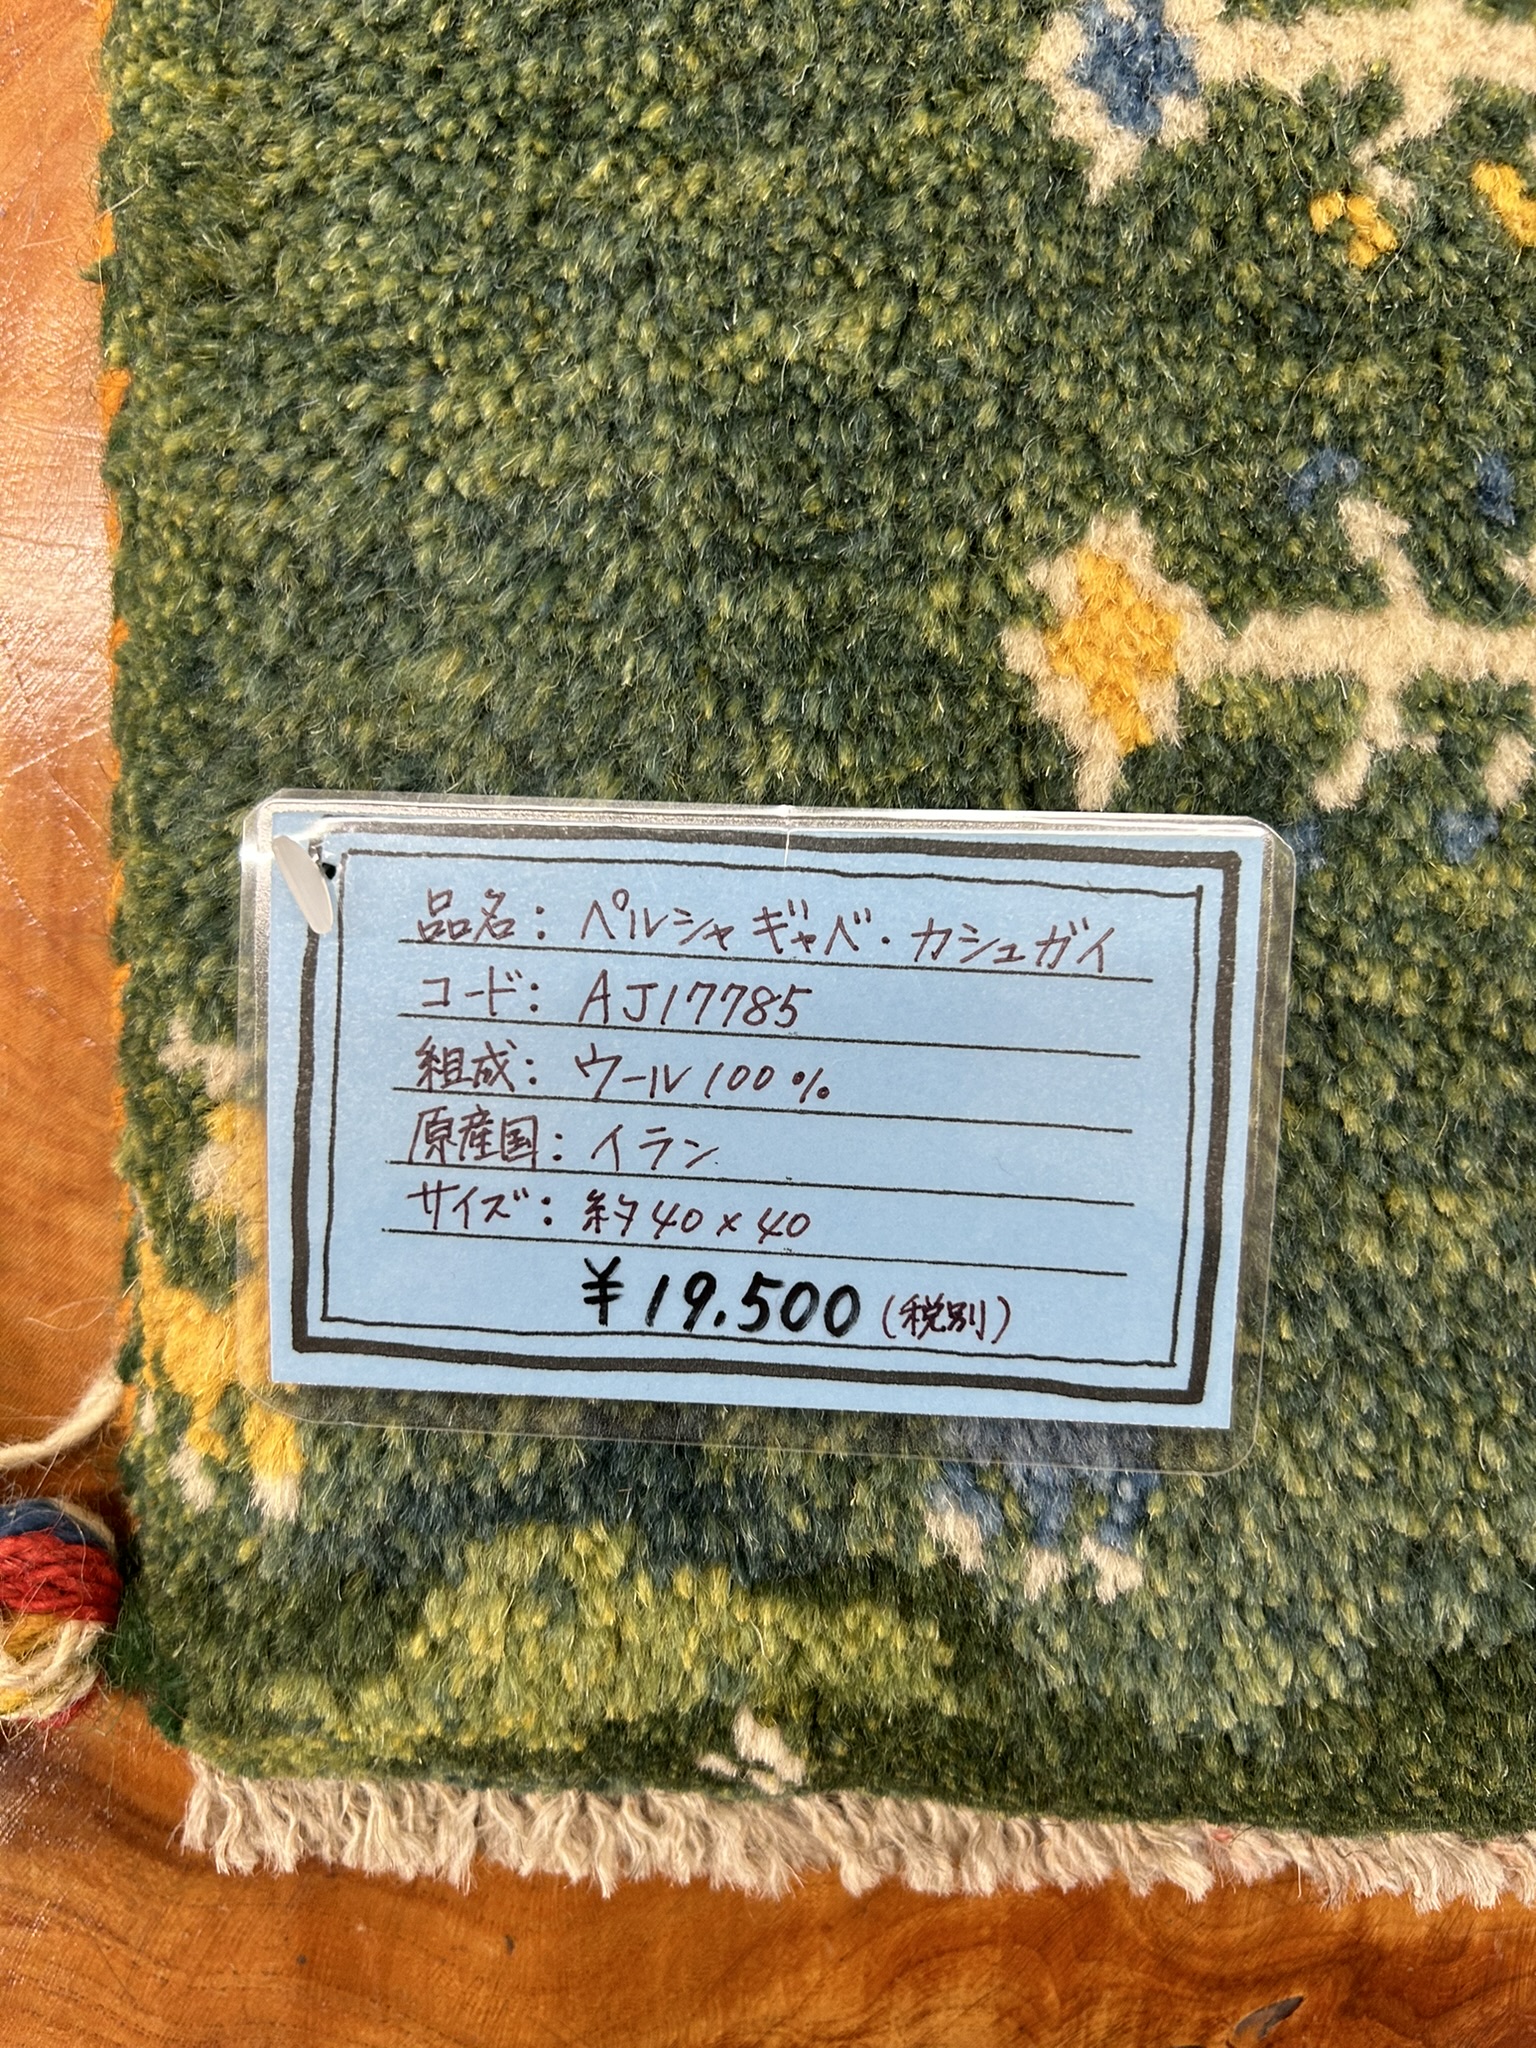 品名：ペルシャギャベ・カシュガイ
コード：AJ17785
組成：ウール100％
原産国：イラン
サイズ：約40×40
¥19.500(税別)